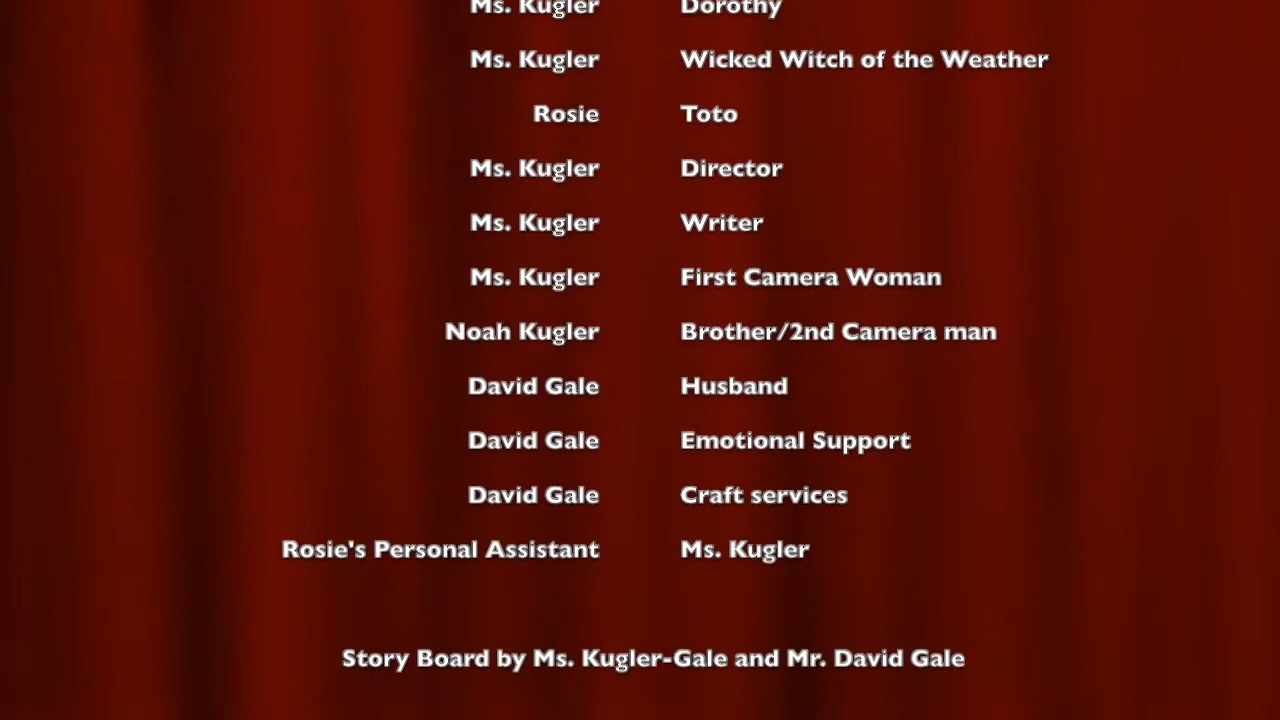 Ms. Kugler Dorothy
Ms. Kugler Wicked Witch of the Weather
Rosie Toto
Ms. Kugler Director
Ms. Kugler Writer
Ms. Kugler First Camera Woman
Noah Kugler Brother/2nd Camera man
David Gale Husband
David Gale Emotional Support
David Gale Craft services
Rosie's Personal Assistant Ms. Kugler
Story Board by Ms. Kugler-Gale and Mr. David Gale